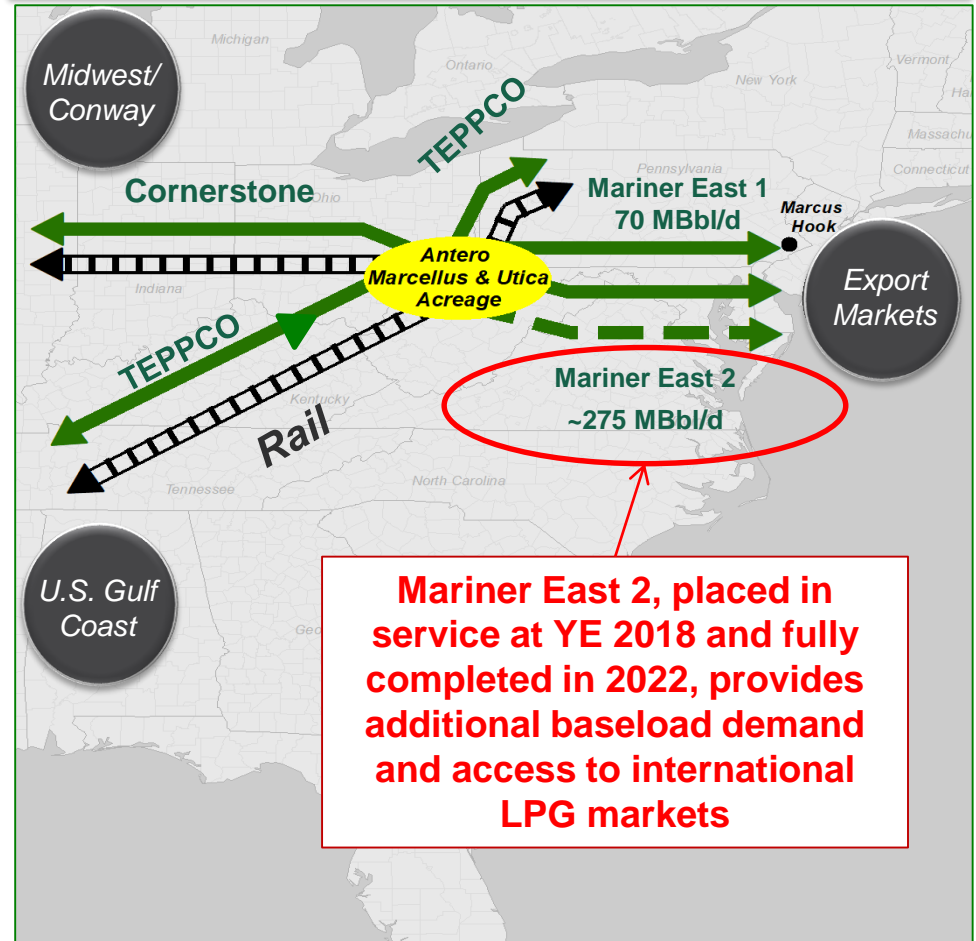 Michigan
Vermont
Ontario
New York
Ha
Midwest/
Conway
Massachu
TEPPCO
Pennsylvania
Connecticut
Cornerstone
Ohio
Mariner East 1
70 MBbl/d
Marcus
Hook
Antero
Marcellus & Utica
Acreage
Indiana
Export
Markets
TEPPCO
Mariner East 2
~275 MBbl/d
Kentucky
Rail
Tennessee
North Carolina
U.S. Gulf
Coast
Geo
Mariner East 2, placed in
service at YE 2018 and fully
completed in 2022, provides
additional baseload demand
and access to international
LPG markets